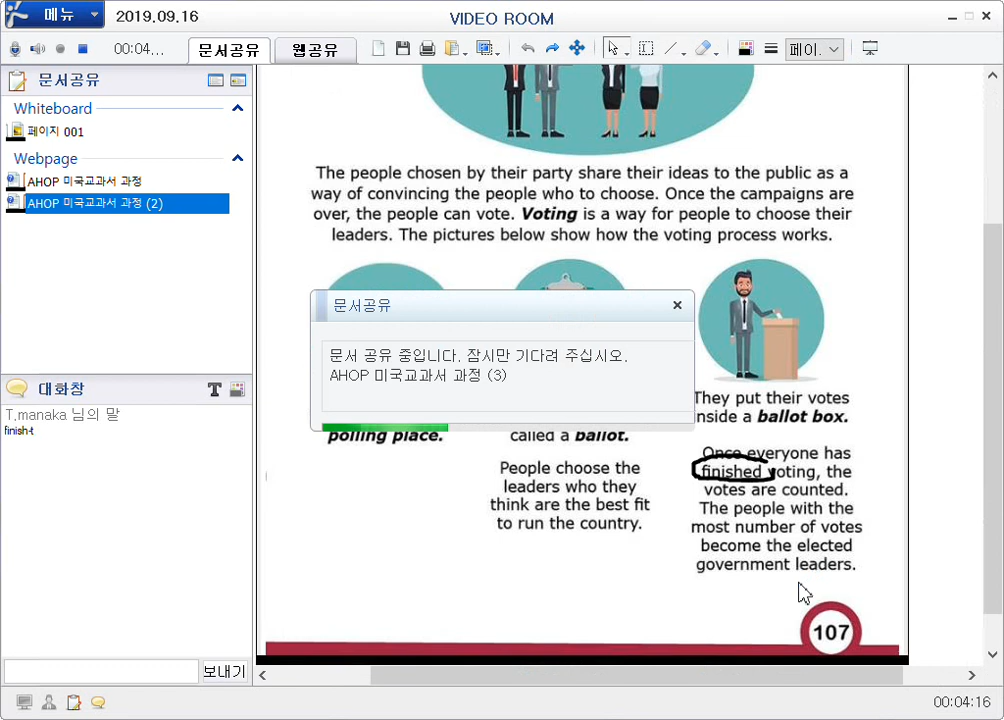 메뉴
2019.09.16
VIDEO ROOM
00:04...
문서공유
웹공유
페이.
문서공유
Whiteboard
페이지 001
Webpage
AHOP 미국교과서 과정
AHOP 미국교과서 과정 (2)
대화창
T
T.manaka 님의 말
finish-t
보내기
The people chosen by their party share their ideas to the public as a
way of convincing the people who to choose. Once the campaigns are
over, the people can vote. Voting is a way for people to choose their
leaders. The pictures below show how the voting process works.
문서공유
문서 공유 중입니다. 잠시만 기다려 주십시오.
AHOP 미국교과서 과정 (3)
polling place.
called a ballot.
People choose the
leaders who they
think are the best fit
to run the country.
They put their votes
nside a ballot box.
Once everyone has
finished voting, the
votes are counted.
The people with the
most number of votes
become the elected
government leaders.
107
00:04:16